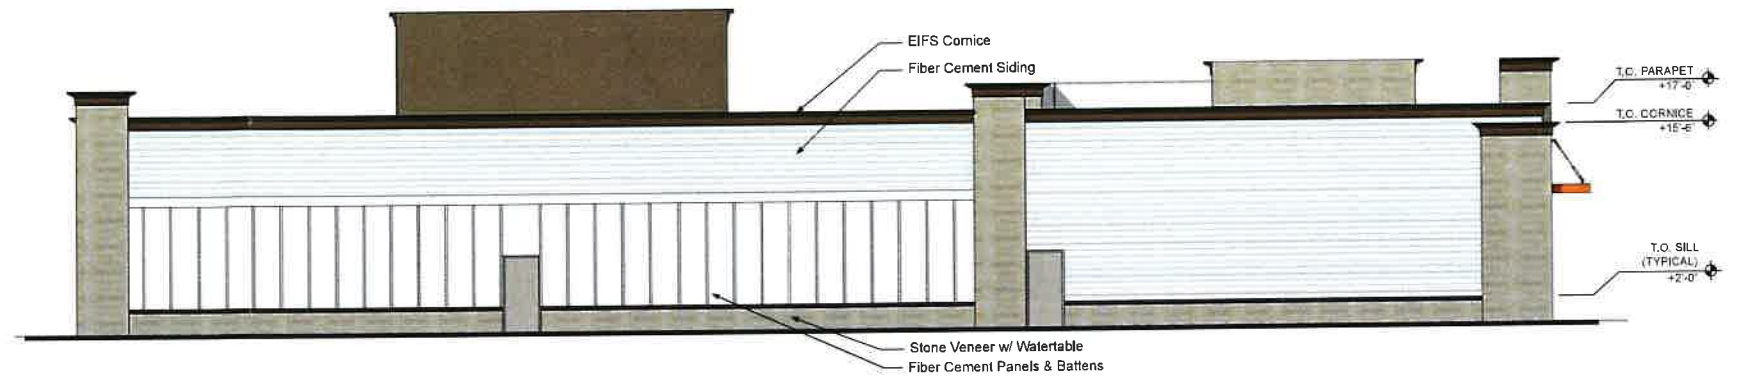 EIFS Cornice
Fiber Cement Siding
T.O. PARAPET
+17'-0"
T.O. CORNICE
+15'-6"
T.O. SILL
(TYPICAL)
+2'-0"
Stone Veneer w/ Watertable
Fiber Cement Panels & Battens